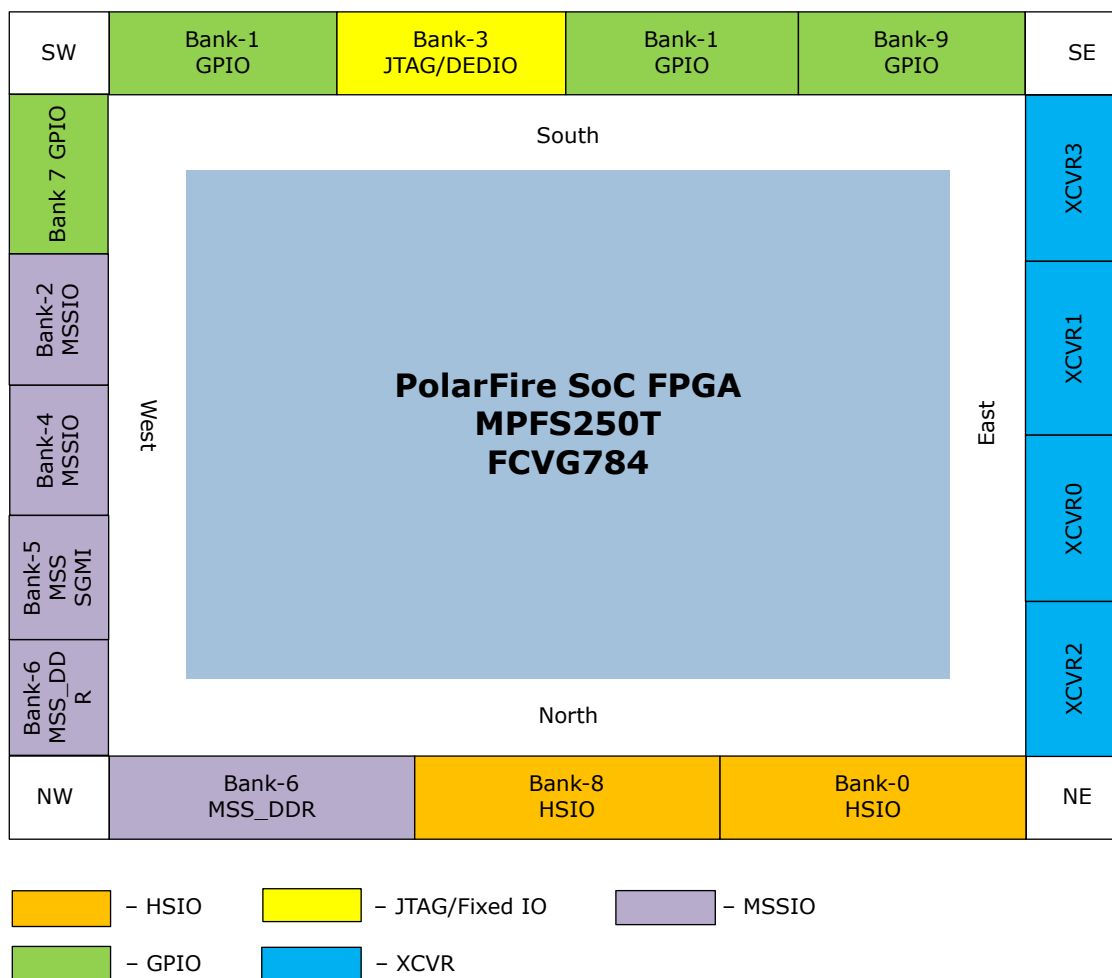 SW
Bank-1
GPIO
Bank-3
JTAG/DEDIO
Bank-1
GPIO
Bank-9
GPIO
SE
South
Bank 7 GPIO
Bank-2
MSSIO
Bank-4
MSSIO
Bank-5
MSS
SGMI
Bank-6
MSS_DD
R
West
PolarFire SoC FPGA
MPFS250T
FCVG784
East
XCVR3
XCVR1
XCVR0
XCVR2
North
NW
Bank-6
MSS_DDR
Bank-8
HSIO
Bank-0
HSIO
NE
– HSIO
– JTAG/Fixed IO
– MSSIO
– GPIO
– XCVR